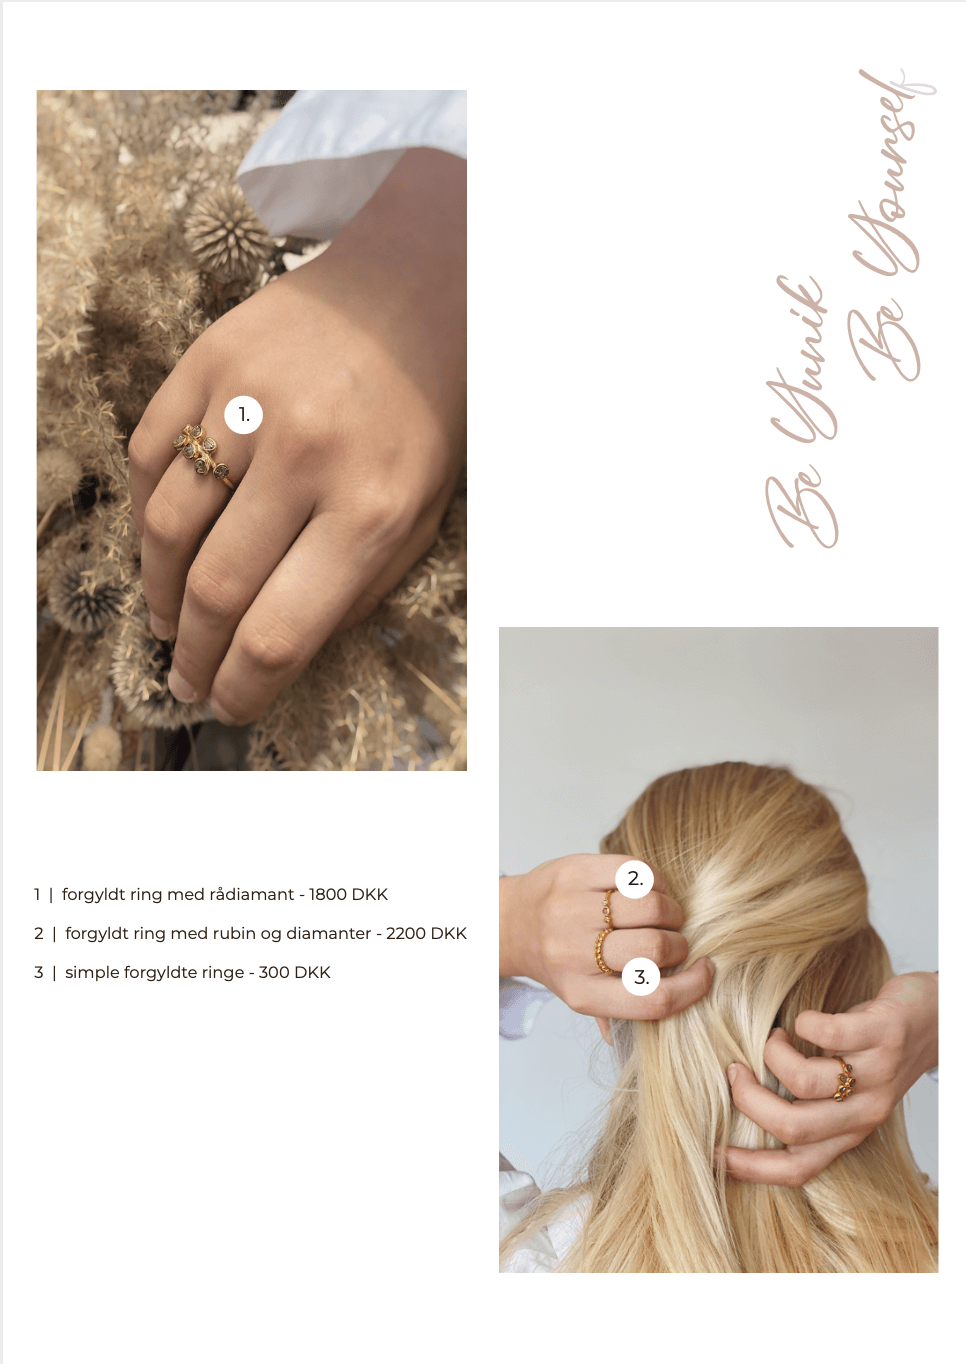 Be Yunik
Be Yourself
1.
1 | forgyldt ring med rådiamant - 1800 DKK
2 | forgyldt ring med rubin og diamanter - 2200 DKK
3 | simple forgyldte ringe - 300 DKK
2.
3.